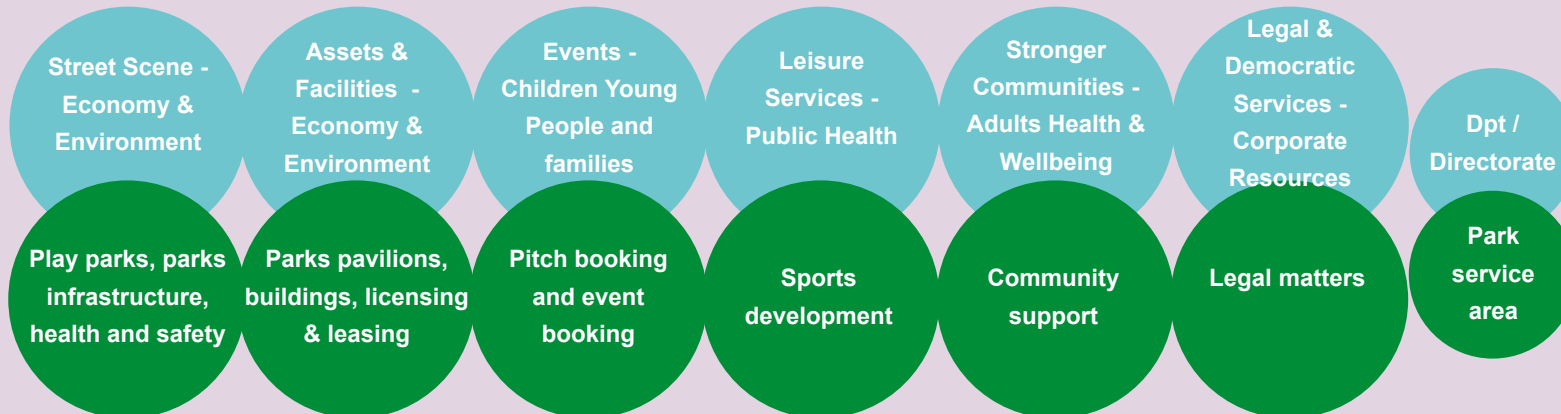 Street Scene -
Economy &
Environment
Assets &
Facilities -
Economy &
Environment
Events -
Children Young
People and
families
Leisure
Services -
Public Health
Stronger
Communities -
Adults Health &
Wellbeing
Legal &
Democratic
Services -
Corporate
Resources
Dpt /
Directorate
Play parks, parks
infrastructure,
health and safety
Parks pavilions,
buildings, licensing
& leasing
Pitch booking
and event
booking
Sports
development
Community
support
Legal matters
Park
service
area